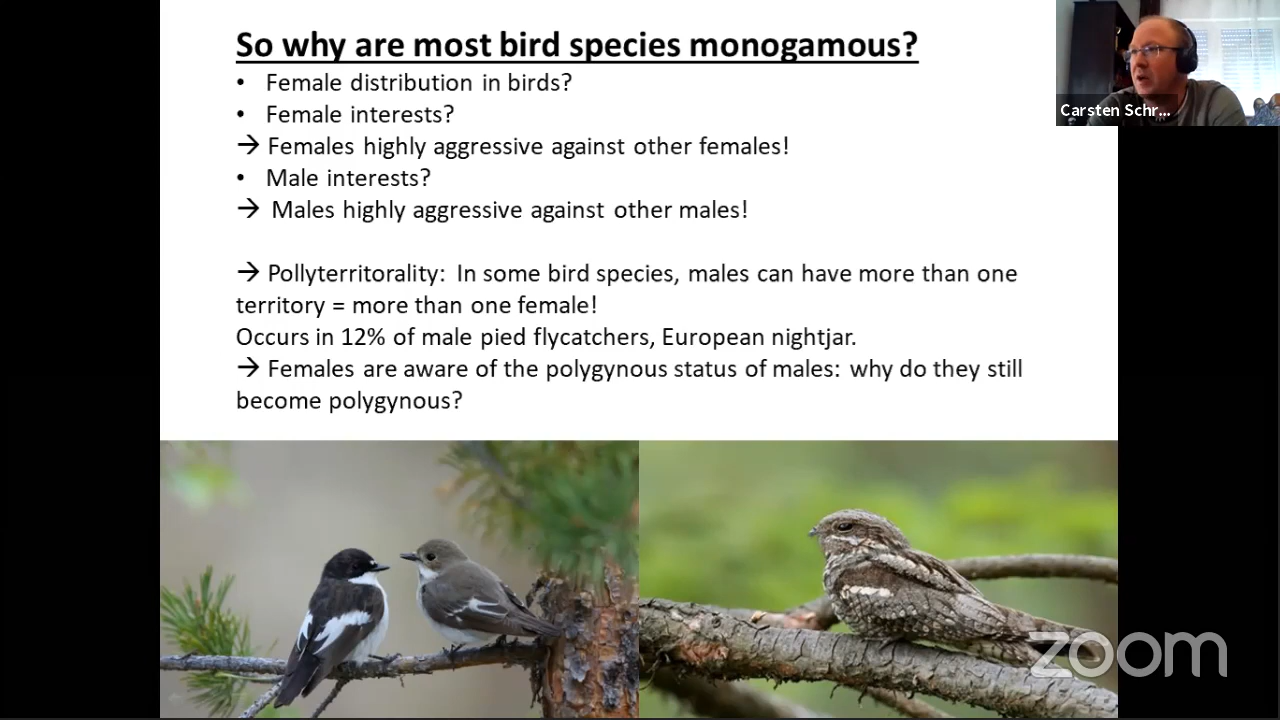 So why are most bird species monogamous?
• Female distribution in birds?
• Female interests?
→ Females highly aggressive against other females!
• Male interests?
→ Males highly aggressive against other males!
→ Pollyterritorality: In some bird species, males can have more than one
territory = more than one female!
Occurs in 12% of male pied flycatchers, European nightjar.
→ Females are aware of the polygynous status of males: why do they still
become polygynous?
Carsten Schr...
zoom